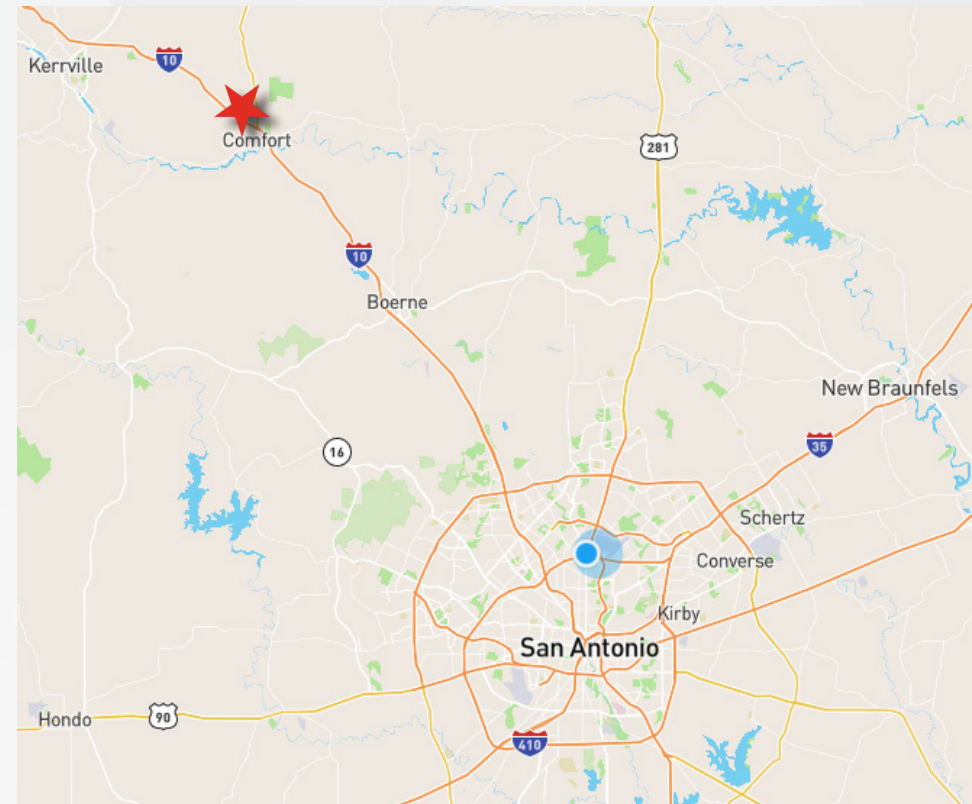 10
Kerrville
Comfort
281
10
Boerne
New Braunfels
16
35
Schertz
Converse
Kirby
San Antonio
Hondo
90
410